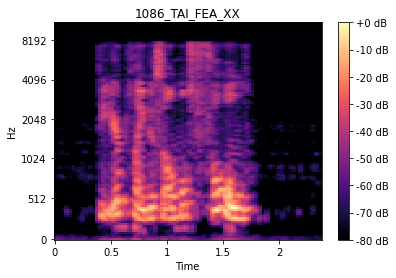 1086_TAI_FEA_XX
8192
4096
2048
1024
512
0
Hz
0
0.5
1
1.5
2
Time
+0 dB
-10 dB
-20 dB
-30 dB
-40 dB
-50 dB
-60 dB
-70 dB
-80 dB